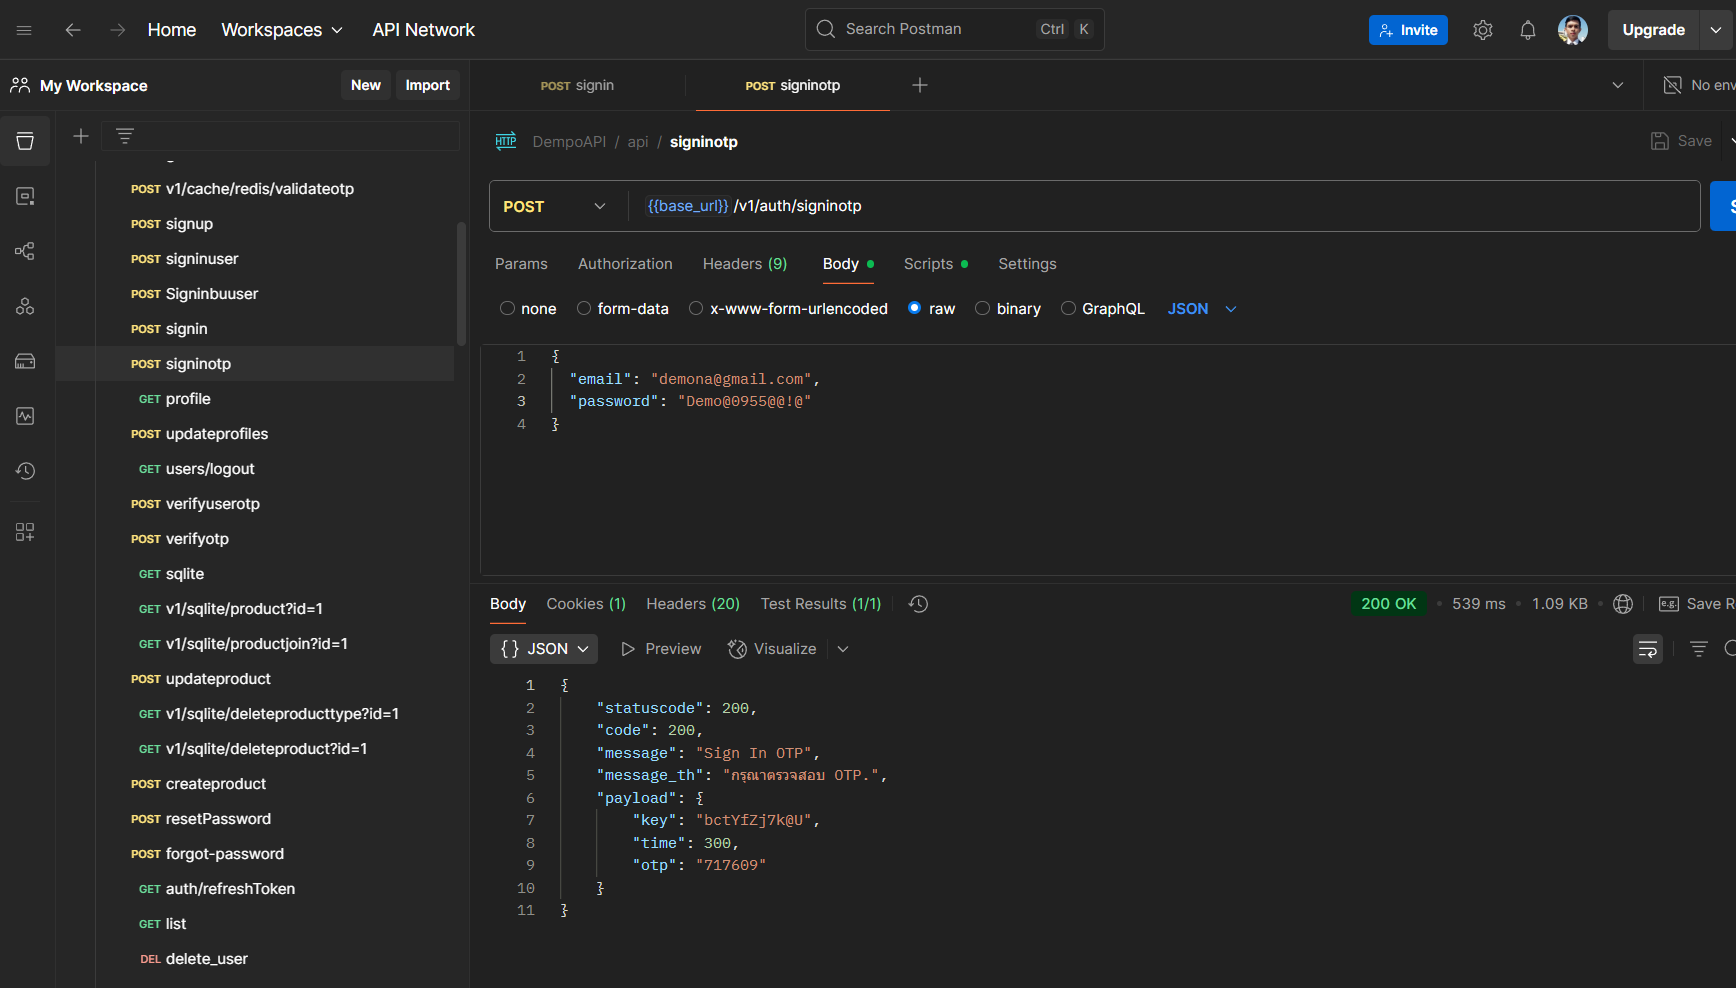 Home Workspaces API Network Search Postman Ctrl K Invite Upgrade
My Workspace New Import POST signin POST signinotp No env
HTTP DempoAPI / api / signinotp Save
POST v1/cache/redis/validateotp
POST signup
POST signinuser
POST Signinbuuser
POST signin
POST signinotp
GET profile
POST updateprofiles
GET users/logout
POST verifyuserotp
POST verifyotp
GET sqlite
GET v1/sqlite/product?id=1
GET v1/sqlite/productjoin?id=1
POST updateproduct
GET v1/sqlite/deleteproducttype?id=1
GET v1/sqlite/deleteproduct?id=1
POST createproduct
POST resetPassword
POST forgot-password
GET auth/refreshToken
GET list
DEL delete_user
POST {{base_url}}/v1/auth/signinotp S
Params Authorization Headers (9) Body Scripts Settings
none form-data x-www-form-urlencoded raw binary GraphQL JSON
1 {
2 "email": "demona@gmail.com",
3 "password": "Demo@0955@@!@"
4 }
Body Cookies (1) Headers (20) Test Results (1/1) 200 OK 539 ms 1.09 KB e.g. Save R
{} JSON Preview Visualize
1 {
2 "statuscode": 200,
3 "code": 200,
4 "message": "Sign In OTP",
5 "message_th": "กรุณาตรวจสอบ OTP.",
6 "payload": {
7 "key": "bctYfZj7k@U",
8 "time": 300,
9 "otp": "717609"
10 }
11 }